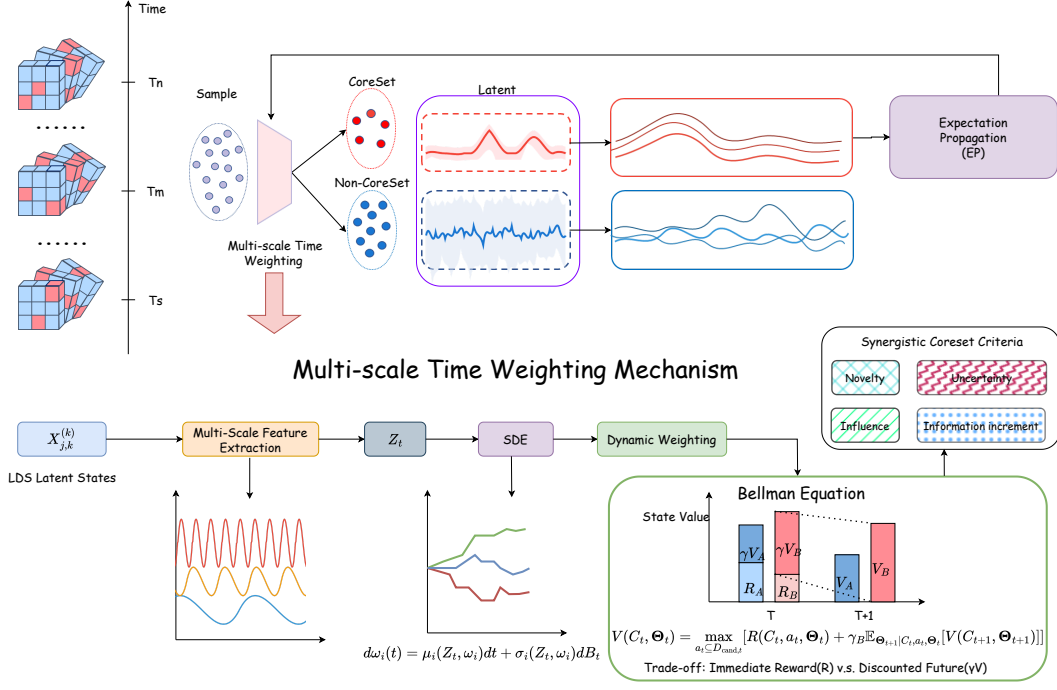 Time
Tn
......
Tm
......
Ts
Sample
CoreSet
Non-CoreSet
Multi-scale Time
Weighting
Latent
Expectation
Propagation
(EP)
Multi-scale Time Weighting Mechanism
Synergistic Coreset Criteria
Novelty
Uncertainty
Influence
Information increment
X_{j,k}^{(k)}
LDS Latent States
Multi-Scale Feature
Extraction
Z_t
SDE
Dynamic Weighting
dω_i(t) = μ_i(Z_t, ω_i)dt + σ_i(Z_t, ω_i)dB_t
Bellman Equation
State Value
γV_A
R_A
γV_B
R_B
V_A
V_B
T
T+1
V(C_t, Θ_t) = max_{a_t⊆D_{cand,t}} [R(C_t, a_t, Θ_t) + γ_B 𝔼_{Θ_{t+1}|C_t,a_t,Θ_t}[V(C_{t+1}, Θ_{t+1})]]
Trade-off: Immediate Reward(R) v.s. Discounted Future(γV)